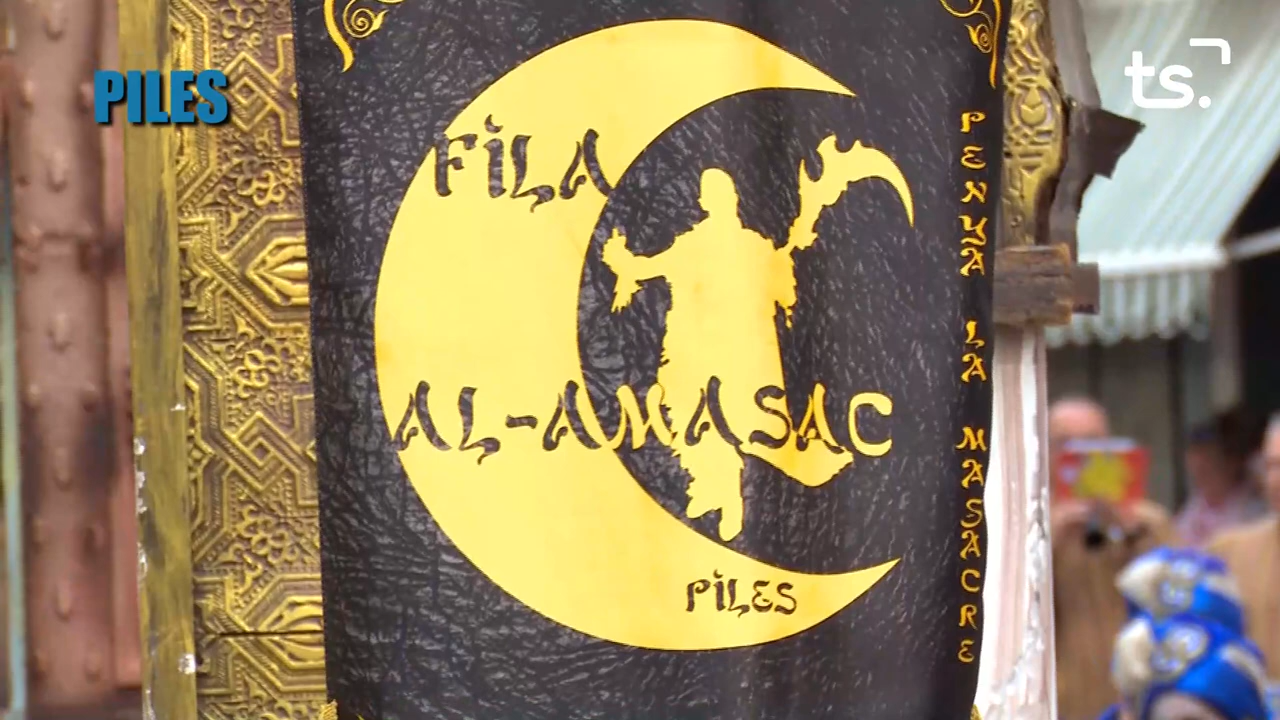 PILES
ts.
FILA
AL-AMASAC
PILES
PENYA LA MASACRE